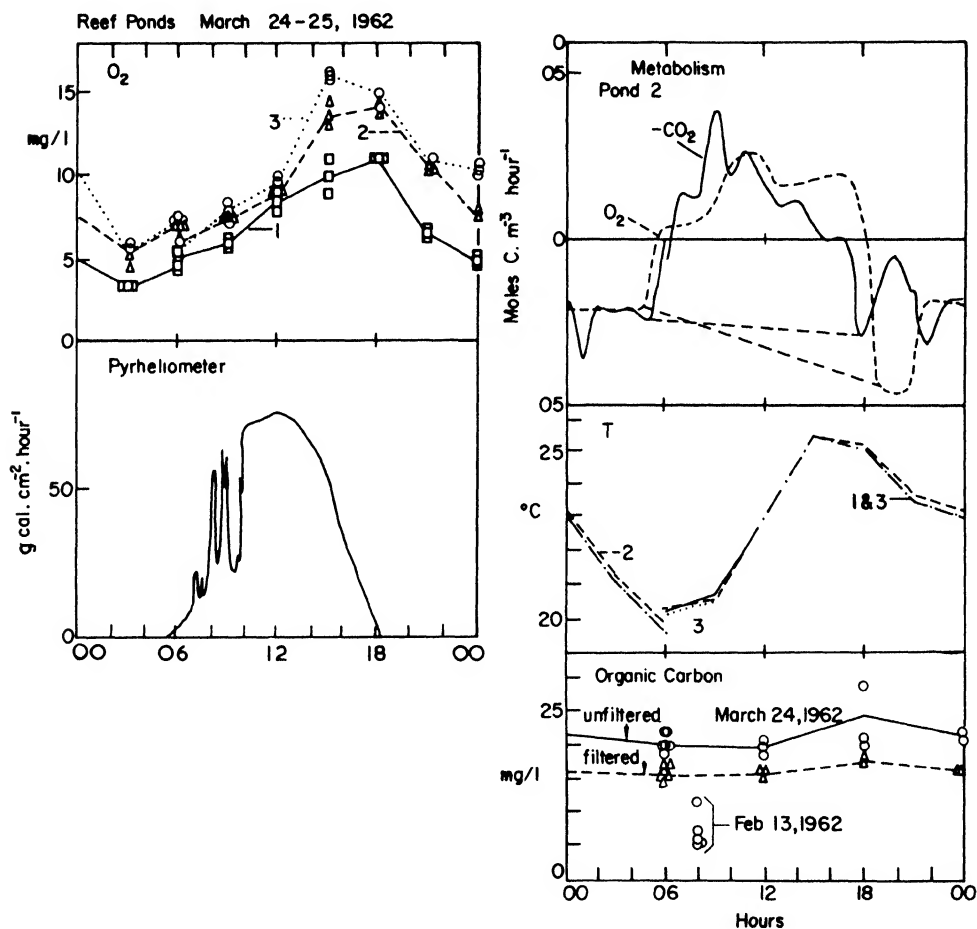 Reef Ponds March 24-25, 1962
O₂
15
mg/l
10
5
0
3
2
1
Pyrheliometer
50
g cal. cm⁻². hour⁻¹
0
00 06 12 18 00
0
Metabolism
Pond 2
05
-CO₂
O₂
0
Moles C. m³ hour⁻¹
05
T
25
°C
20
1&3
2
3
Organic Carbon
25
unfiltered
March 24,1962
filtered
mg/l
Feb 13,1962
0
00 06 12 18 00
Hours